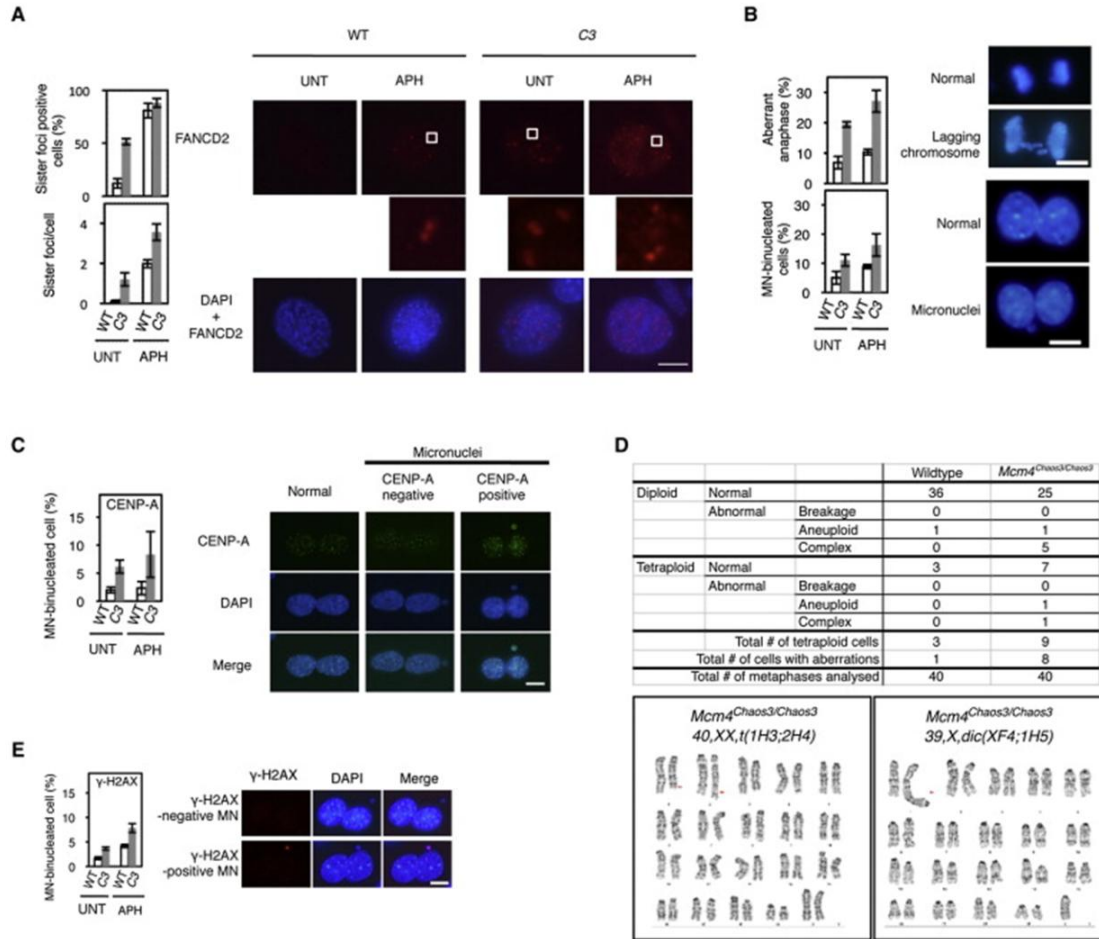 A
WT
C3
UNT
APH
UNT
APH
Sister foci positive
cells (%)
100
50
0
FANCD2
Sister foci/cell
4
2
0
WT
C3
WT
C3
UNT
APH
DAPI
+
FANCD2
B
Aberrant
anaphase (%)
30
20
10
0
MN-binucleated
cells (%)
30
20
10
0
WT
C3
WT
C3
UNT
APH
Normal
Lagging
chromosome
Normal
Micronuclei
C
MN-binucleated cell (%)
15
10
5
0
CENP-A
WT
C3
WT
C3
UNT
APH
Micronuclei
Normal
CENP-A
negative
CENP-A
positive
CENP-A
DAPI
Merge
D
Wildtype Mcm4Chaos3/Chaos3
Diploid Normal 36 25
Abnormal Breakage 0 0
Aneuploid 1 1
Complex 0 5
Tetraploid Normal 3 7
Abnormal Breakage 0 0
Aneuploid 0 1
Complex 0 1
Total # of tetraploid cells 3 9
Total # of cells with aberrations 1 8
Total # of metaphases analysed 40 40
Mcm4Chaos3/Chaos3
40,XX,t(1H3;2H4)
Mcm4Chaos3/Chaos3
39,X,dic(XF4;1H5)
E
MN-binucleated cell (%)
15
10
5
0
γ-H2AX
WT
C3
WT
C3
UNT
APH
γ-H2AX
DAPI
Merge
γ-H2AX
-negative MN
γ-H2AX
-positive MN